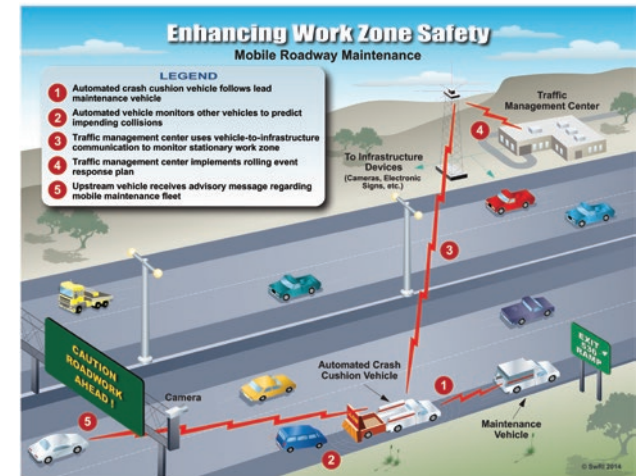 Enhancing Work Zone Safety
Mobile Roadway Maintenance
LEGEND
1 Automated crash cushion vehicle follows lead
maintenance vehicle
2 Automated vehicle monitors other vehicles to predict
impending collisions
3 Traffic management center uses vehicle-to-infrastructure
communication to monitor stationary work zone
4 Traffic management center implements rolling event
response plan
5 Upstream vehicle receives advisory message regarding
mobile maintenance fleet
Traffic
Management Center
4
To Infrastructure
Devices
(Cameras, Electronic
Signs, etc.)
3
CAUTION
ROADWORK
AHEAD !
EXIT
530
RAMP
Automated Crash
Cushion Vehicle
1
Camera
Maintenance
Vehicle
5
2
© SwRI 2014